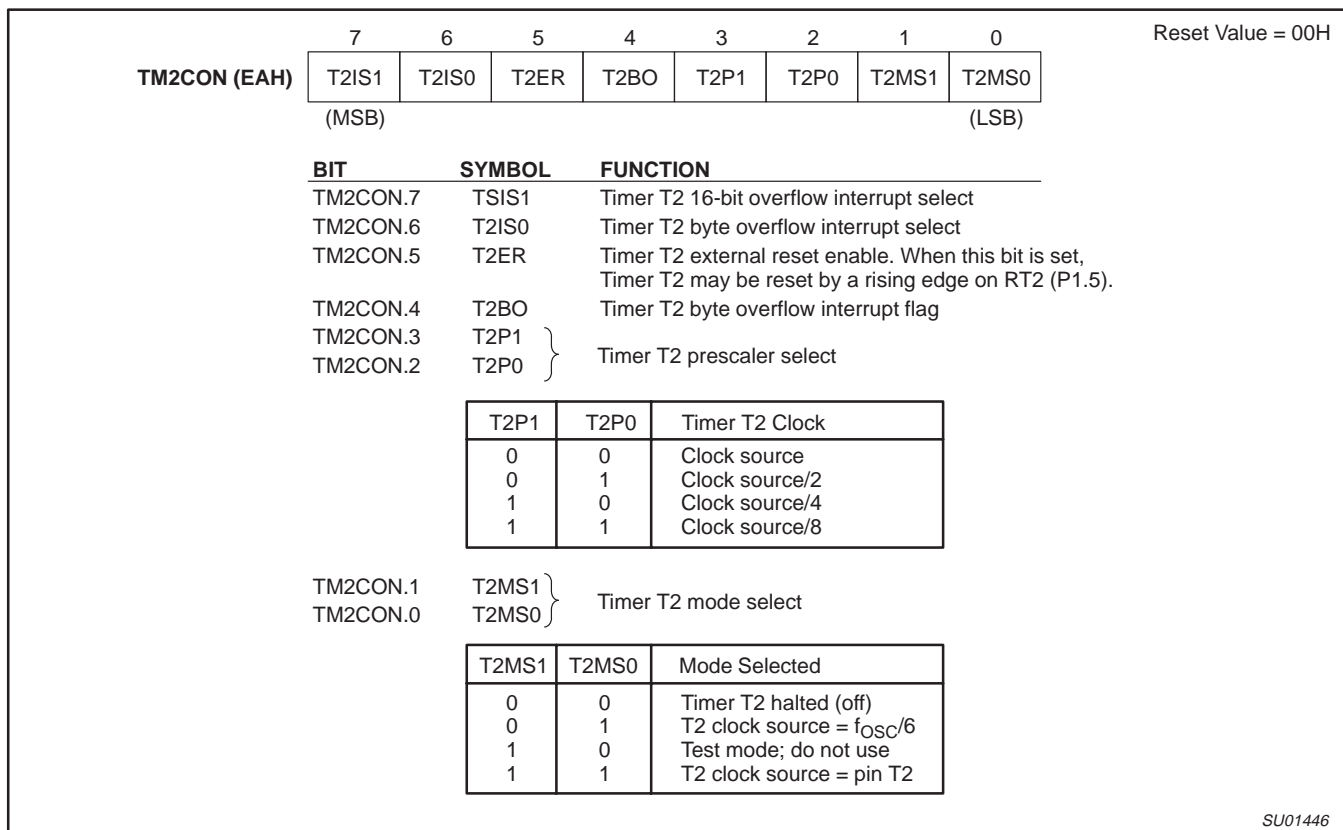 7 6 5 4 3 2 1 0 Reset Value = 00H
TM2CON (EAH) T2IS1 T2IS0 T2ER T2BO T2P1 T2P0 T2MS1 T2MS0
(MSB) (LSB)
BIT SYMBOL FUNCTION
TM2CON.7 TSIS1 Timer T2 16-bit overflow interrupt select
TM2CON.6 T2IS0 Timer T2 byte overflow interrupt select
TM2CON.5 T2ER Timer T2 external reset enable. When this bit is set,
Timer T2 may be reset by a rising edge on RT2 (P1.5).
TM2CON.4 T2BO Timer T2 byte overflow interrupt flag
TM2CON.3 T2P1
Timer T2 prescaler select
TM2CON.2 T2P0
T2P1 T2P0 Timer T2 Clock
0 0 Clock source
0 1 Clock source/2
1 0 Clock source/4
1 1 Clock source/8
TM2CON.1 T2MS1
Timer T2 mode select
TM2CON.0 T2MS0
T2MS1 T2MS0 Mode Selected
0 0 Timer T2 halted (off)
0 1 T2 clock source = fOSC/6
1 0 Test mode; do not use
1 1 T2 clock source = pin T2
SU01446